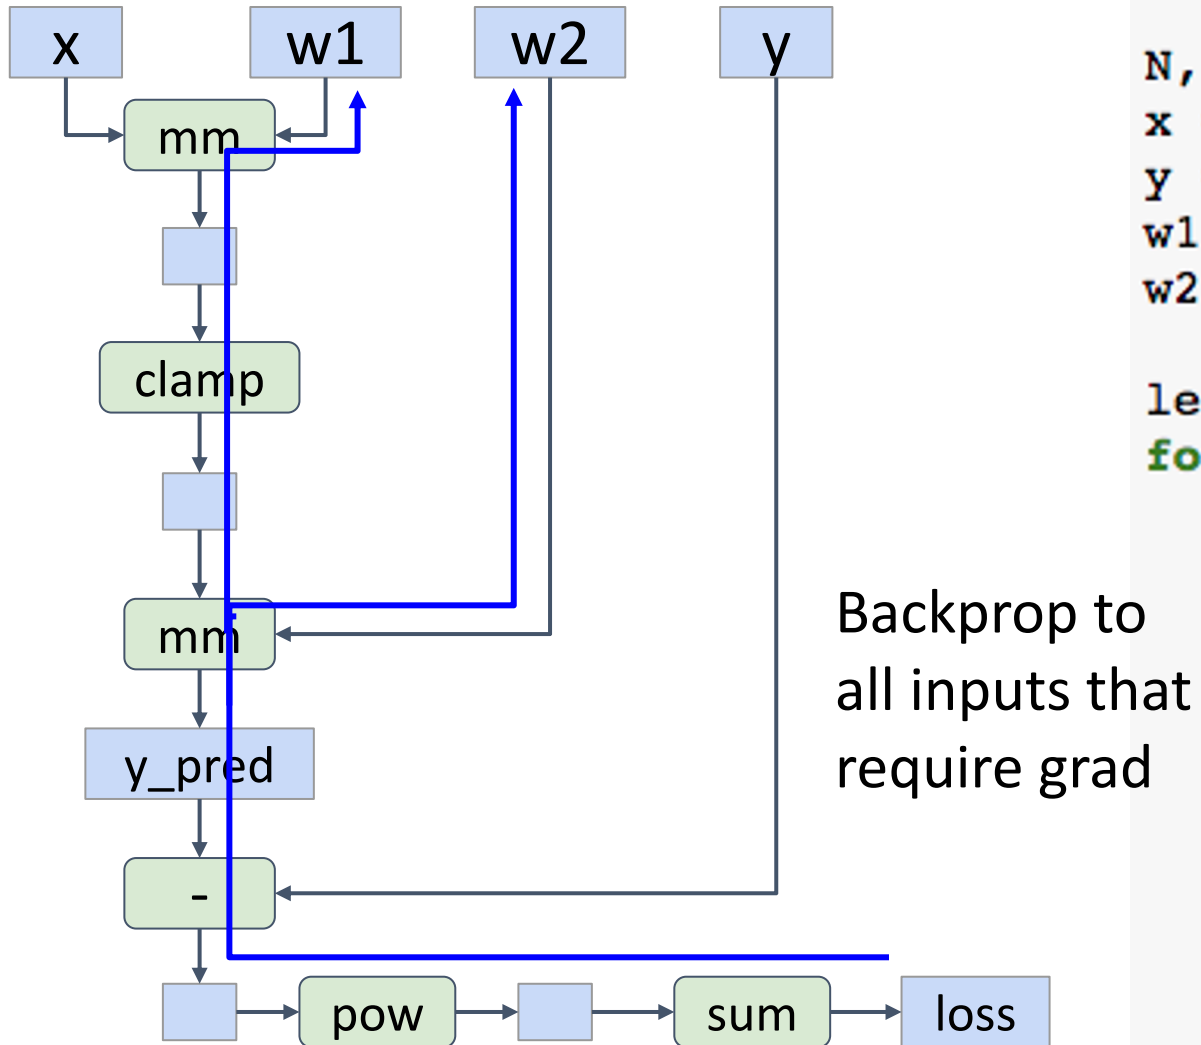 x w1 w2 y
N,
x
mm
y
w1
w2
clamp
le
fo
Backprop to
mm
all inputs that
y_pred
require grad
-
pow sum loss